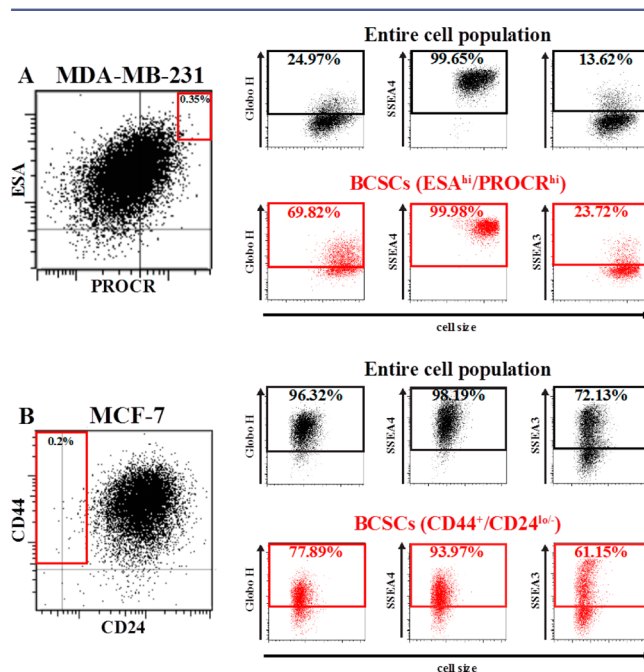 Entire cell population
A MDA-MB-231
0.35%
ESA
PROCR
24.97%
Globo H
99.65%
SSEA4
13.62%
BCSCs (ESAhi/PROCRhi)
69.82%
Globo H
99.98%
SSEA4
23.72%
SSEA3
cell size
B MCF-7
0.2%
CD44
CD24
Entire cell population
96.32%
Globo H
98.19%
SSEA4
72.13%
SSEA3
BCSCs (CD44+/CD24lo/-)
77.89%
Globo H
93.97%
SSEA4
61.15%
SSEA3
cell size